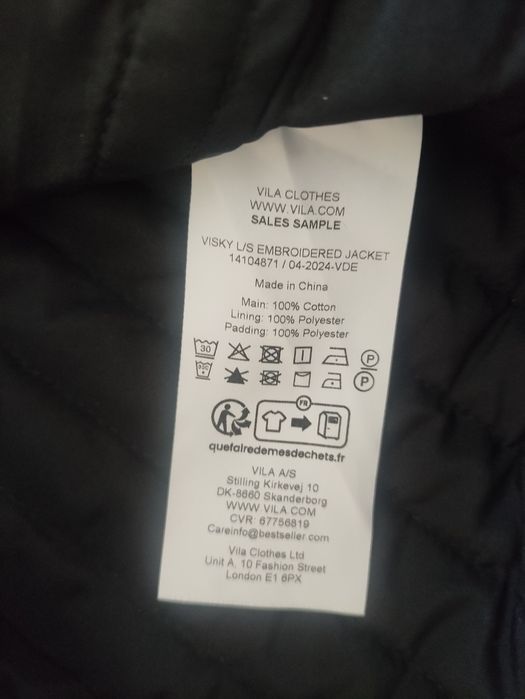 VILA CLOTHES
WWW.VILA.COM
SALES SAMPLE
VISKY L/S EMBROIDERED JACKET
14104871 / 04-2024-VDE
Made in China
Main: 100% Cotton
Lining: 100% Polyester
Padding: 100% Polyester
30
P
P
FR
quefairedemesdechets.fr
VILA A/S
Stilling Kirkevej 10
DK-8660 Skanderborg
WWW VILA.COM
CVR: 67756819
Careinfo@bestseller.com
Vila Clothes Ltd
Unit A, 10 Fashion Street
London E1 6PX